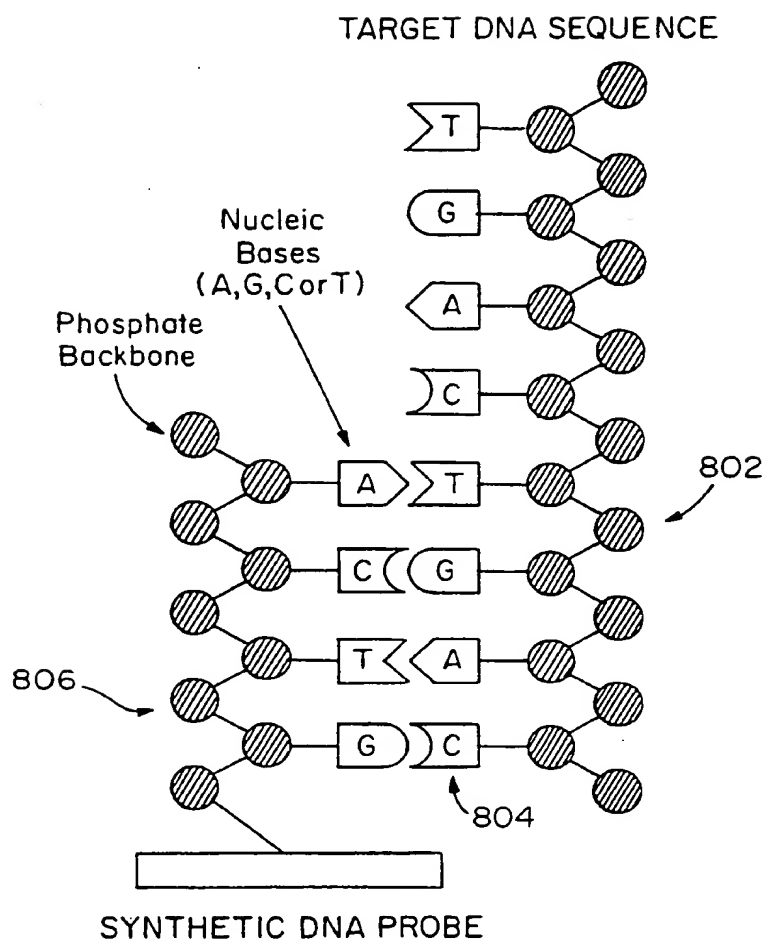 TARGET DNA SEQUENCE
T
G
Nucleic
Bases
(A,G,CorT)
A
Phosphate
Backbone
C
A T
802
C G
T A
806
G C
804
SYNTHETIC DNA PROBE